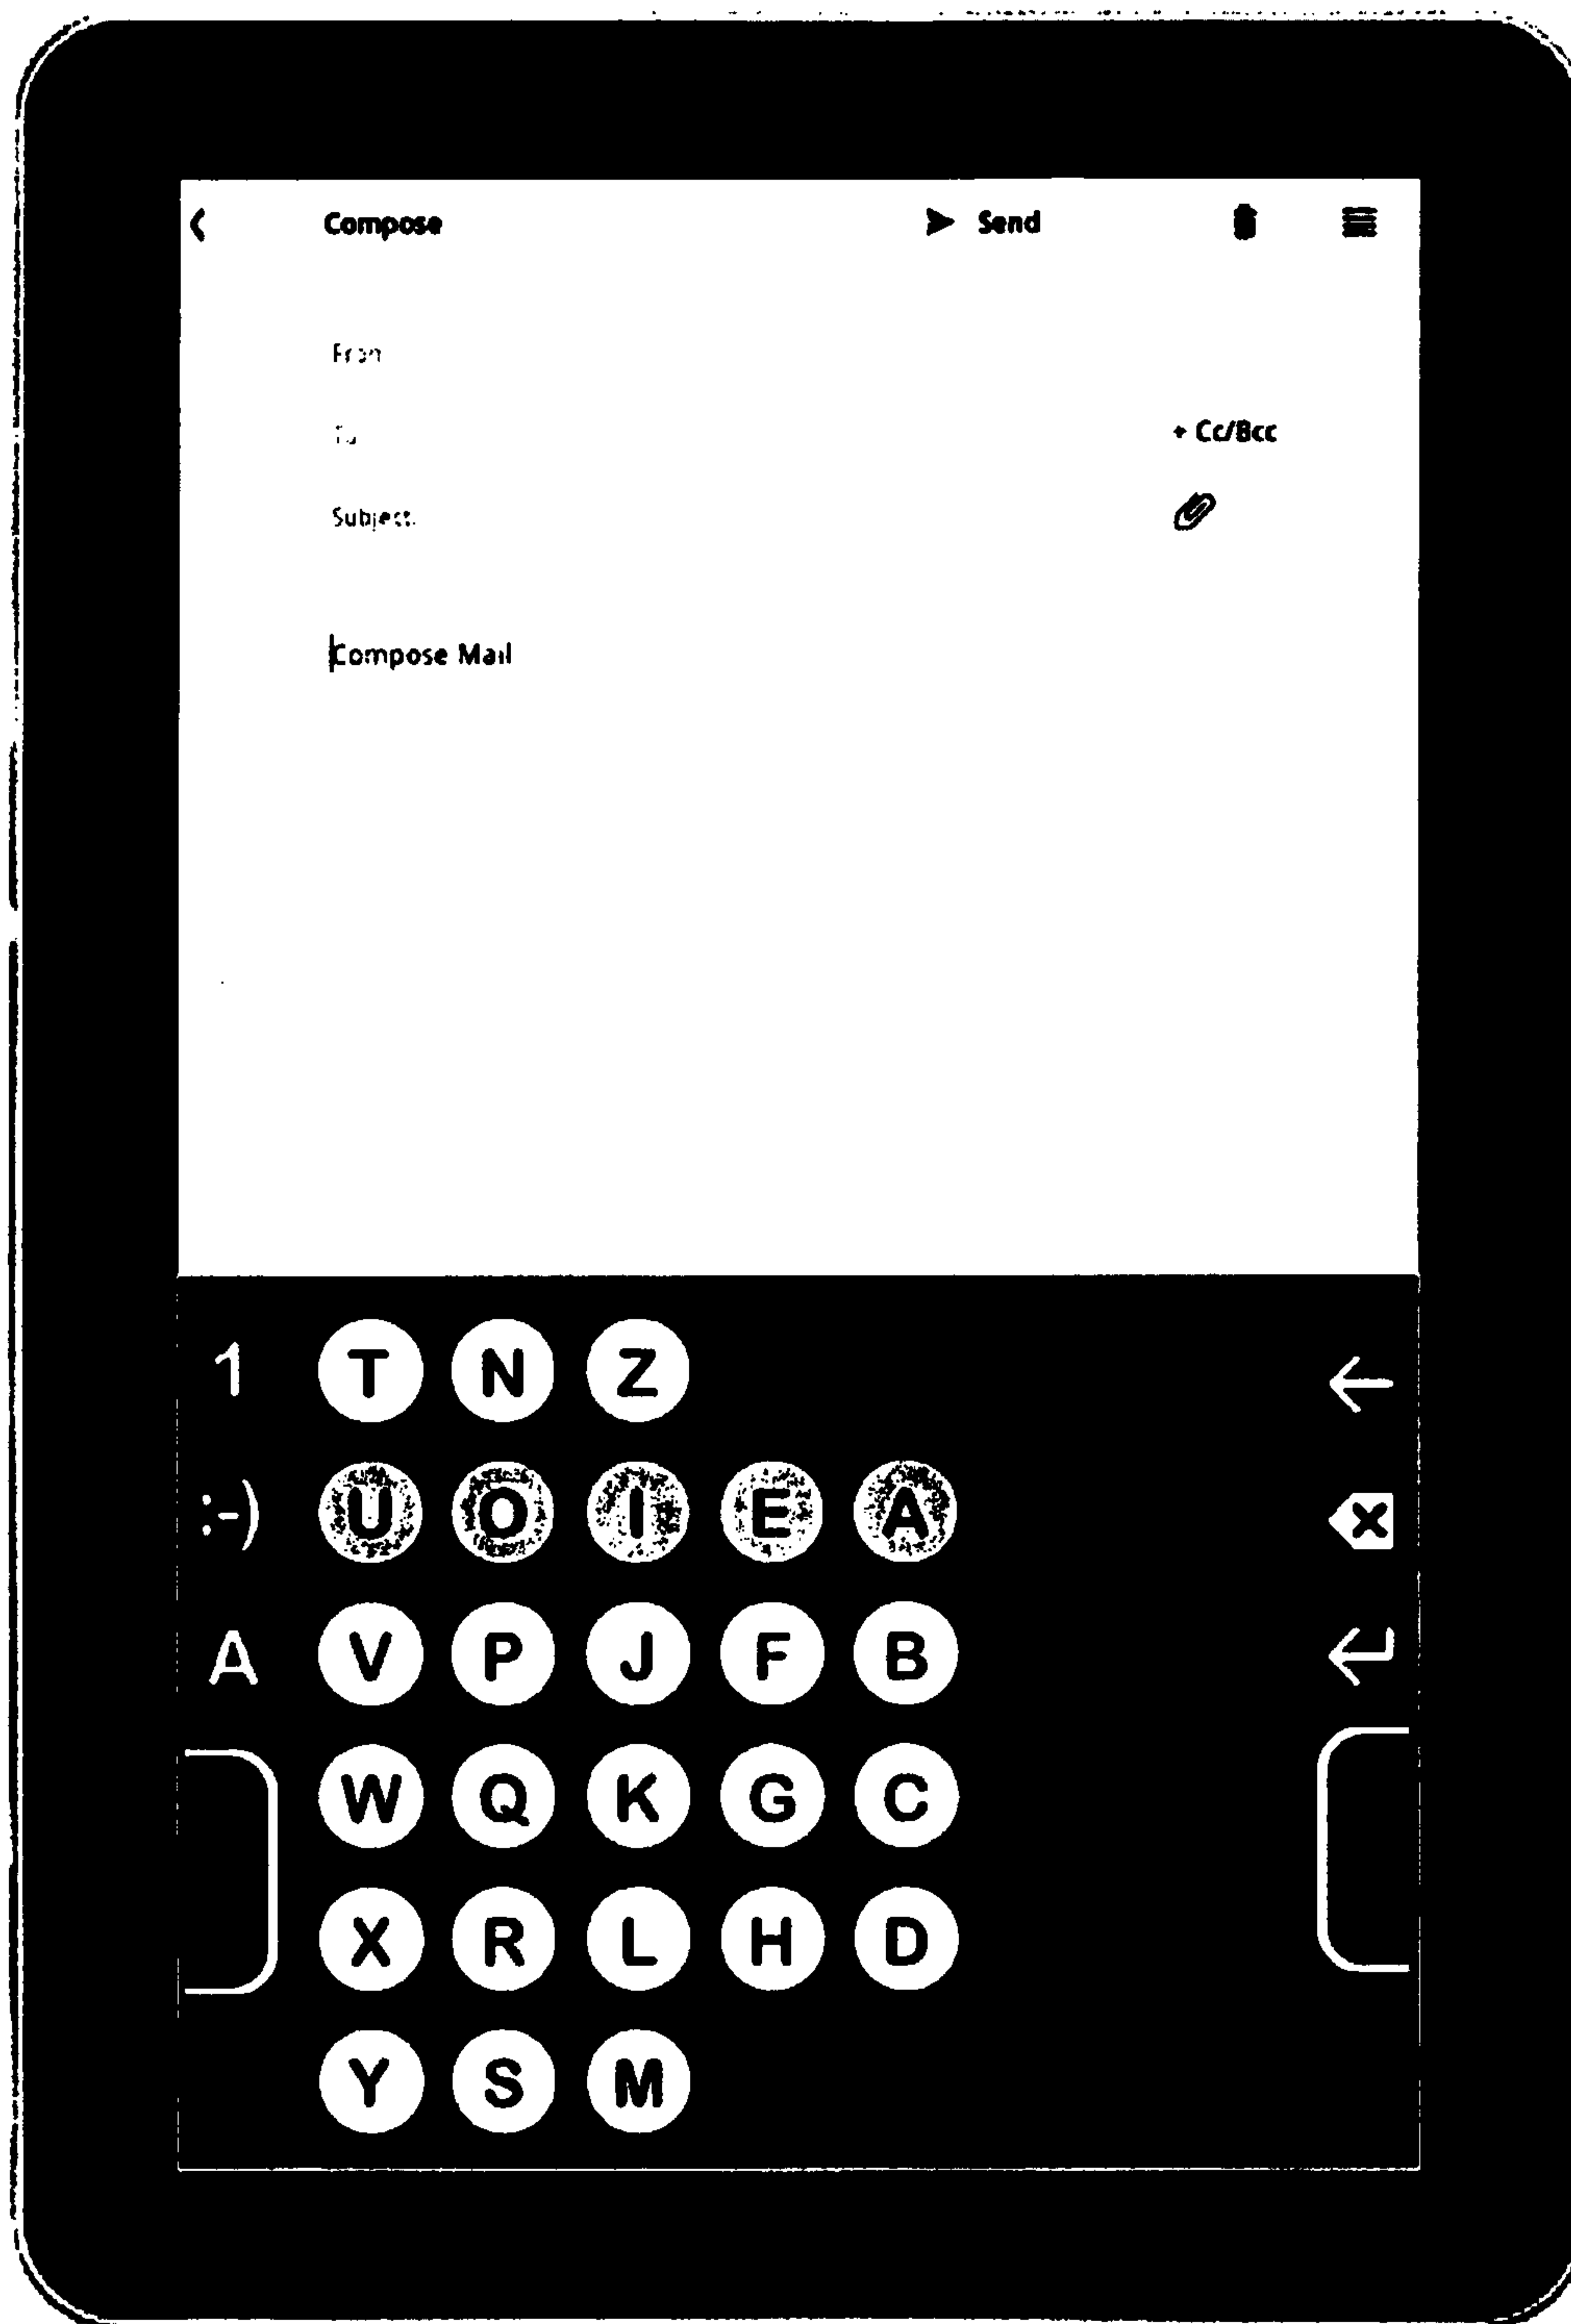 Compose Send
From
To + Cc/Bcc
Subject:
Compose Mail
1 T N Z
:-) U O I E A
A V P J F B
W Q K G C
X R L H D
Y S M